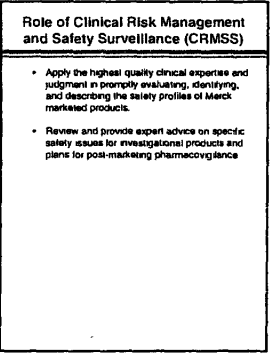 Role of Clinical Risk Management
and Safety Surveillance (CRMSS)
• Apply the highest quality clinical expertise and
judgment in promptly evaluating, identifying,
and describing the safety profiles of Merck
marketed products.
• Review and provide expert advice on specific
safety issues for investigational products and
plans for post-marketing pharmacovigilance